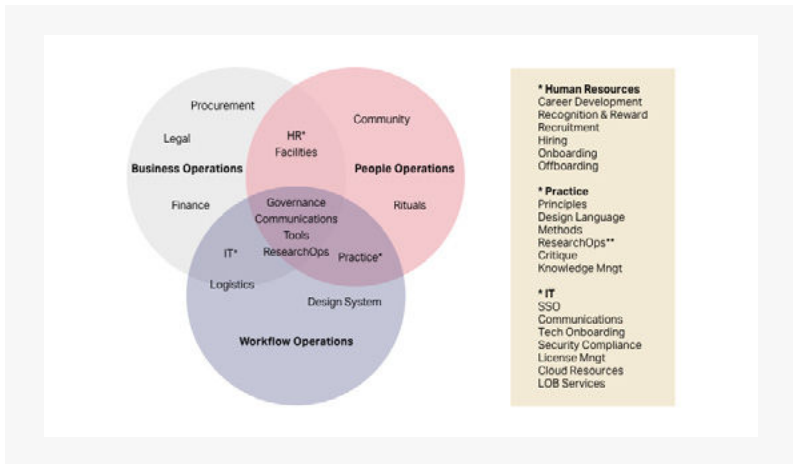 Procurement
Legal
Business Operations
Finance
HR*
Facilities
Community
People Operations
Rituals
Governance
Communications
Tools
ResearchOps
Practice*
IT*
Logistics
Design System
Workflow Operations
* Human Resources
Career Development
Recognition & Reward
Recruitment
Hiring
Onboarding
Offboarding
* Practice
Principles
Design Language
Methods
ResearchOps**
Critique
Knowledge Mngt
* IT
SSO
Communications
Tech Onboarding
Security Compliance
License Mngt
Cloud Resources
LOB Services